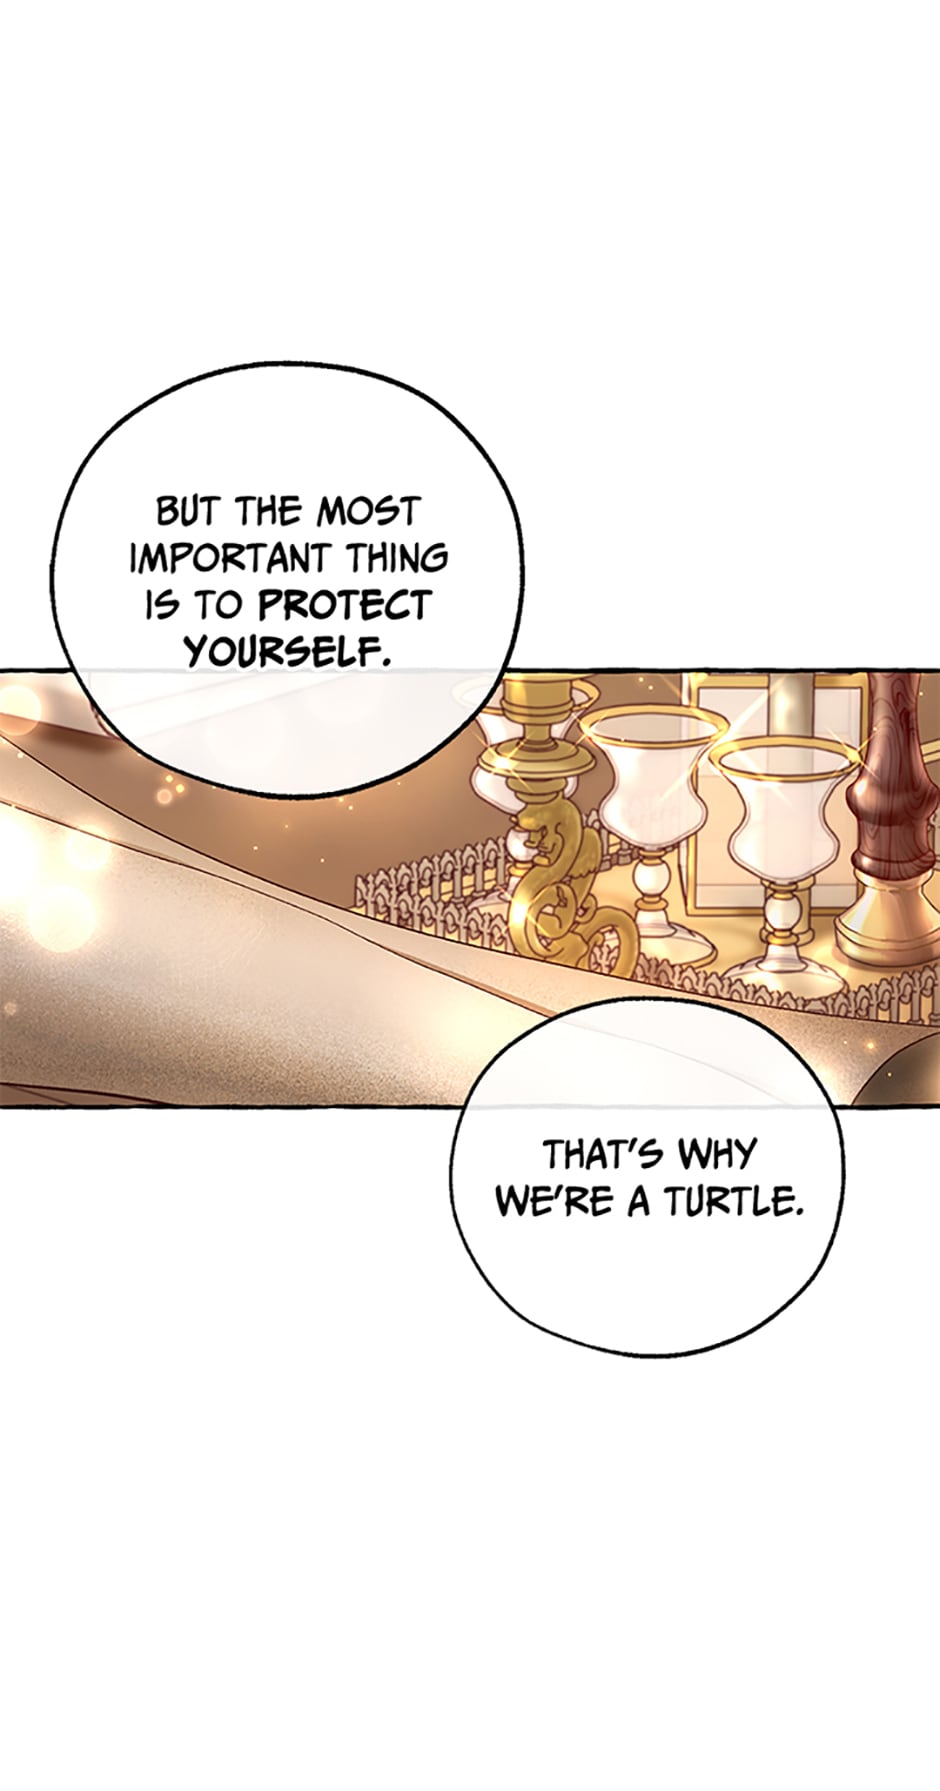 BUT THE MOST
IMPORTANT THING
IS TO PROTECT
YOURSELF.
THAT'S WHY
WE'RE A TURTLE.